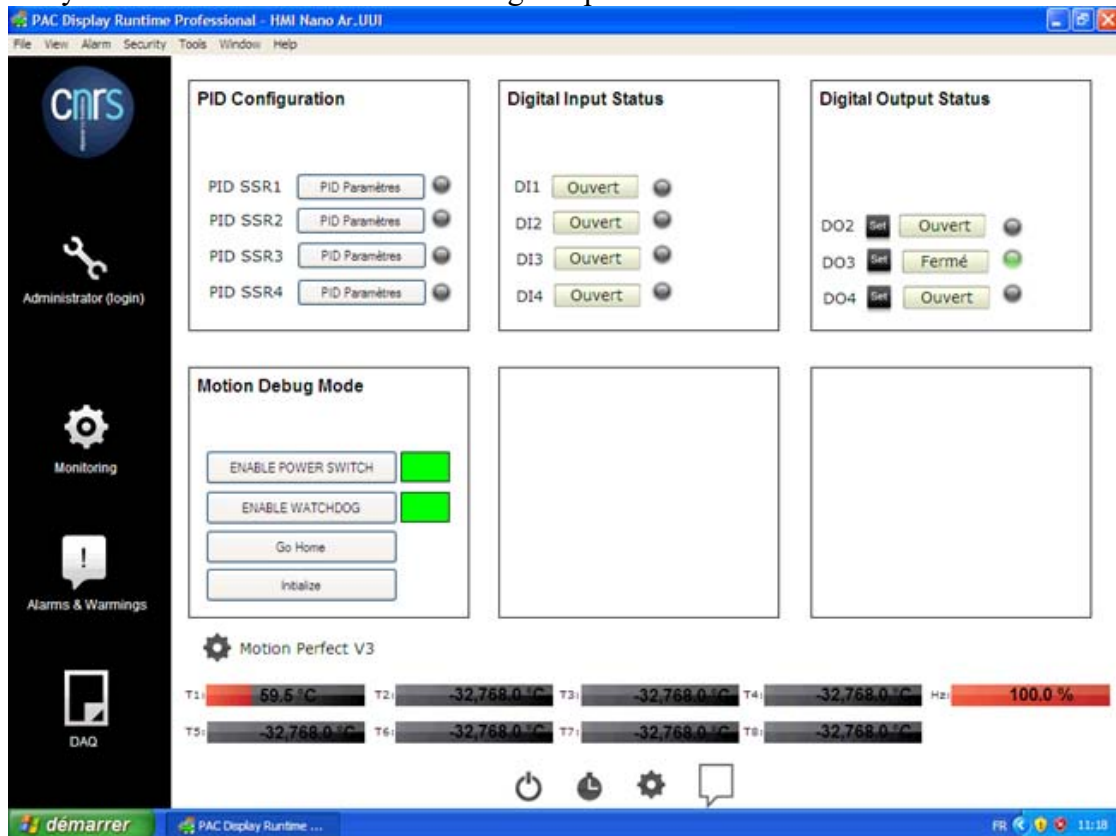 PAC Display Runtime Professional - HMI Nano Ar.UUI
File View Alarm Security Tools Window Help
cnrs
Administrator (login)
Monitoring
!
Alarms & Warmings
DAQ
PID Configuration
PID SSR1 PID Paramètres
PID SSR2 PID Paramètres
PID SSR3 PID Paramètres
PID SSR4 PID Paramètres
Digital Input Status
DI1 Ouvert
DI2 Ouvert
DI3 Ouvert
DI4 Ouvert
Digital Output Status
DO2 Set Ouvert
DO3 Set Fermé
DO4 Set Ouvert
Motion Debug Mode
ENABLE POWER SWITCH
ENABLE WATCHDOG
Go Home
Initialize
Motion Perfect V3
T1: 59.5 °C T2: -32,768.0 °C T3: -32,768.0 °C T4: -32,768.0 °C Hz: 100.0 %
T5: -32,768.0 °C T6: -32,768.0 °C T7: -32,768.0 °C T8: -32,768.0 °C
démarrer PAC Display Runtime ... FR 11:18